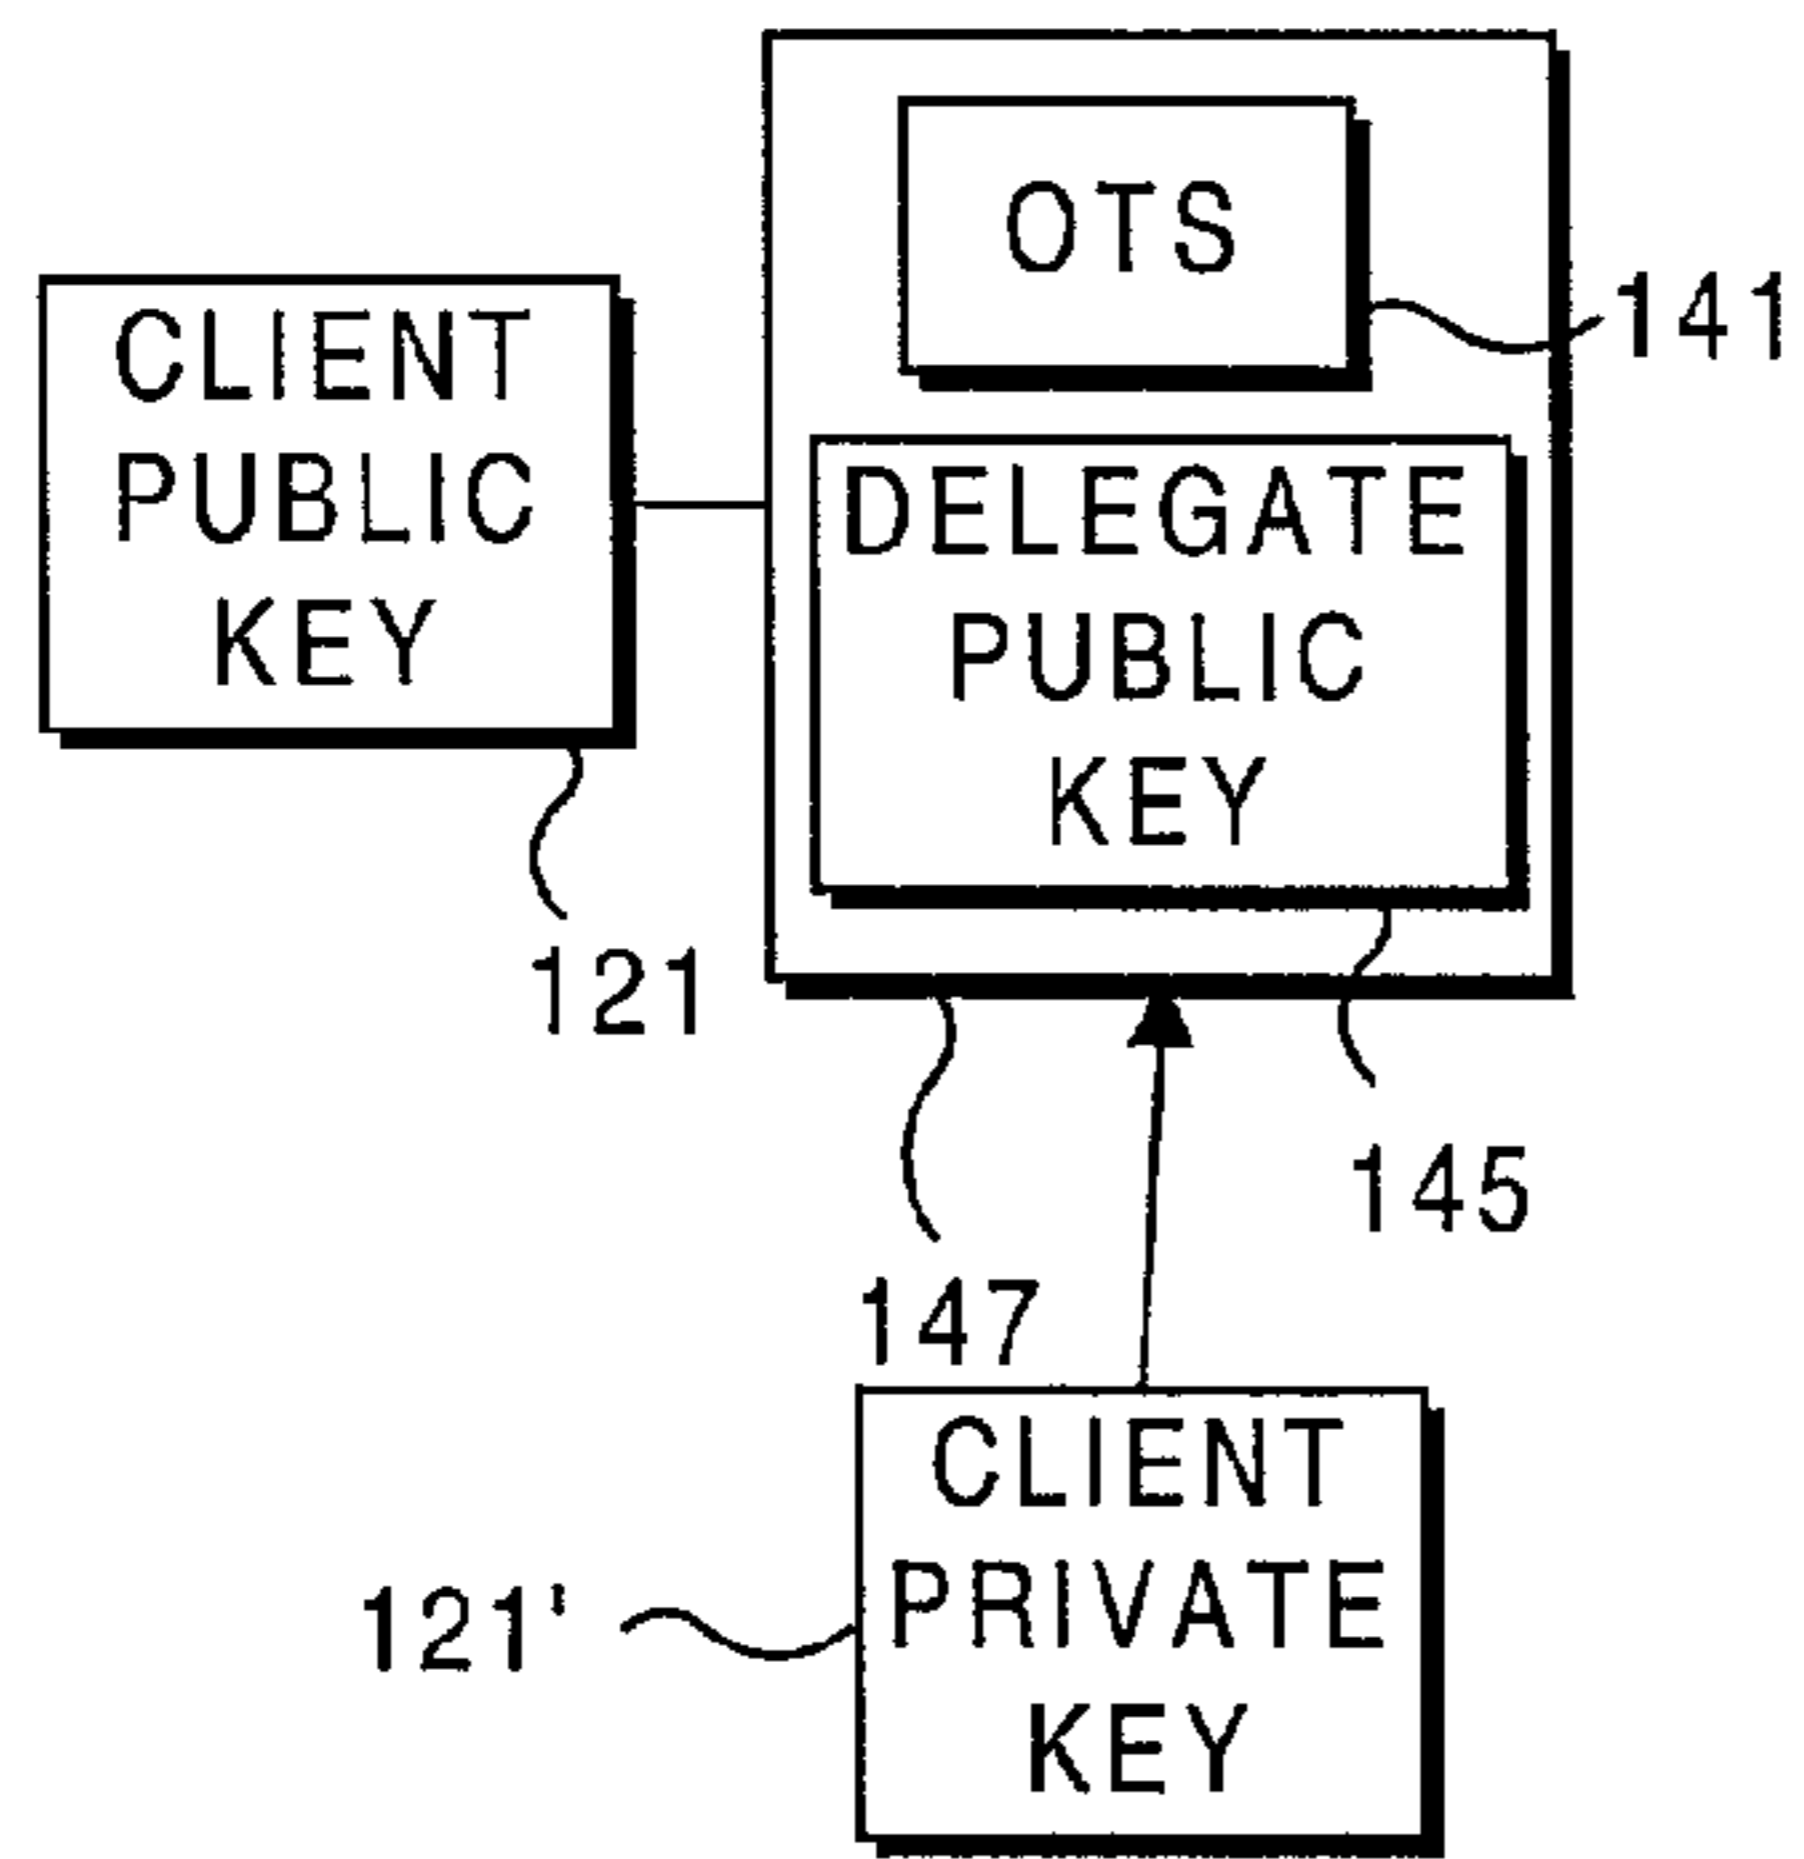 OTS
141
CLIENT
PUBLIC
KEY
121
DELEGATE
PUBLIC
KEY
145
147
CLIENT
PRIVATE
KEY
121'